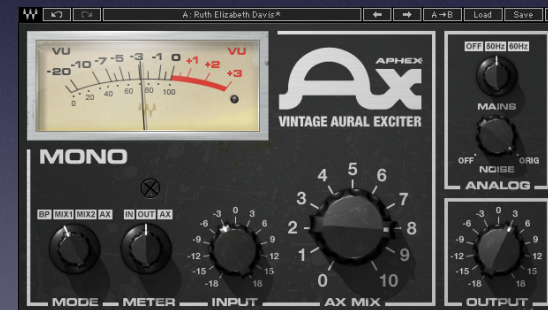 A: Ruth Elizabeth Davis*
A→B
Load
Save
VU
VU
-20 -10 -7 -5 -3 -1 0 +1 +2 +3
0 20 40 60 80 100
APHEX
Ax
VINTAGE AURAL EXCITER
OFF 50Hz 60Hz
MAINS
OFF ORIG
NOISE
ANALOG
MONO
BP MIX1 MIX2 AX
MODE
IN OUT AX
METER
-18 -15 -12 -9 -6 -3 0 3 6 9 12 15 18
INPUT
0 1 2 3 4 5 6 7 8 9 10
AX MIX
-18 -15 -12 -9 -6 -3 0 3 6 9 12 15 18
OUTPUT